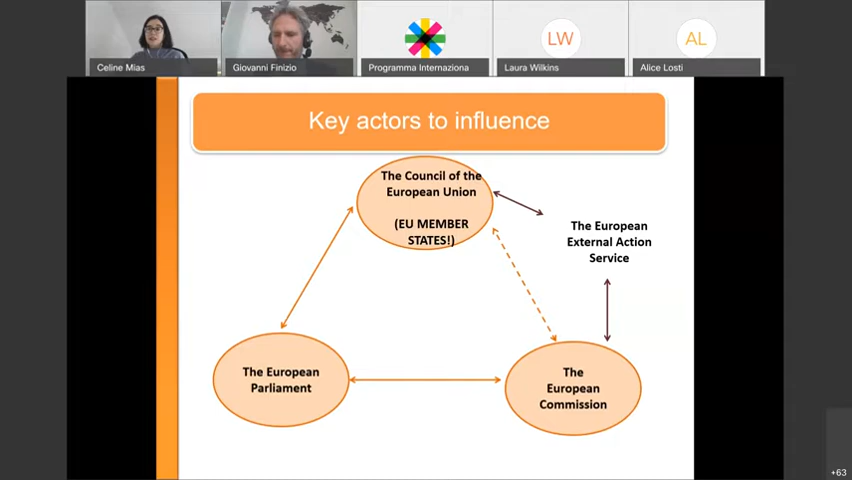 Celine Mias
Giovanni Finizio
Programma Internaziona
LW
Laura Wilkins
AL
Alice Losti
Key actors to influence
The Council of the
European Union
(EU MEMBER
STATES!)
The European
External Action
Service
The European
Parliament
The
European
Commission
+63